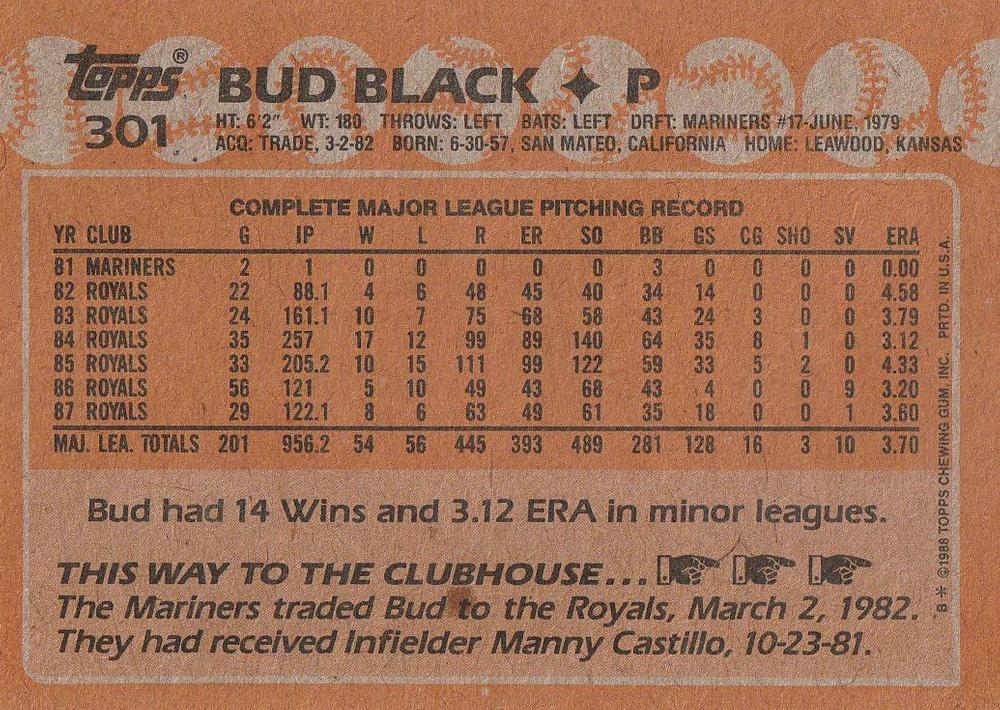 Topps® BUD BLACK ✦ P
301 HT: 6'2" WT: 180 THROWS: LEFT BATS: LEFT DRFT: MARINERS #17-JUNE, 1979
ACQ: TRADE, 3-2-82 BORN: 6-30-57, SAN MATEO, CALIFORNIA HOME: LEAWOOD, KANSAS
COMPLETE MAJOR LEAGUE PITCHING RECORD
YR CLUB G IP W L R ER SO BB GS CG SHO SV ERA
81 MARINERS 2 1 0 0 0 0 0 3 0 0 0 0 0.00
82 ROYALS 22 88.1 4 6 48 45 40 34 14 0 0 0 4.58
83 ROYALS 24 161.1 10 7 75 68 58 43 24 3 0 0 3.79
84 ROYALS 35 257 17 12 99 89 140 64 35 8 1 0 3.12
85 ROYALS 33 205.2 10 15 111 99 122 59 33 5 2 0 4.33
86 ROYALS 56 121 5 10 49 43 68 43 4 0 0 9 3.20
87 ROYALS 29 122.1 8 6 63 49 61 35 18 0 0 1 3.60
MAJ. LEA. TOTALS 201 956.2 54 56 445 393 489 281 128 16 3 10 3.70
Bud had 14 Wins and 3.12 ERA in minor leagues.
THIS WAY TO THE CLUBHOUSE...
The Mariners traded Bud to the Royals, March 2, 1982.
They had received Infielder Manny Castillo, 10-23-81.
B * ©1988 TOPPS CHEWING GUM, INC. PRTD. IN U.S.A.